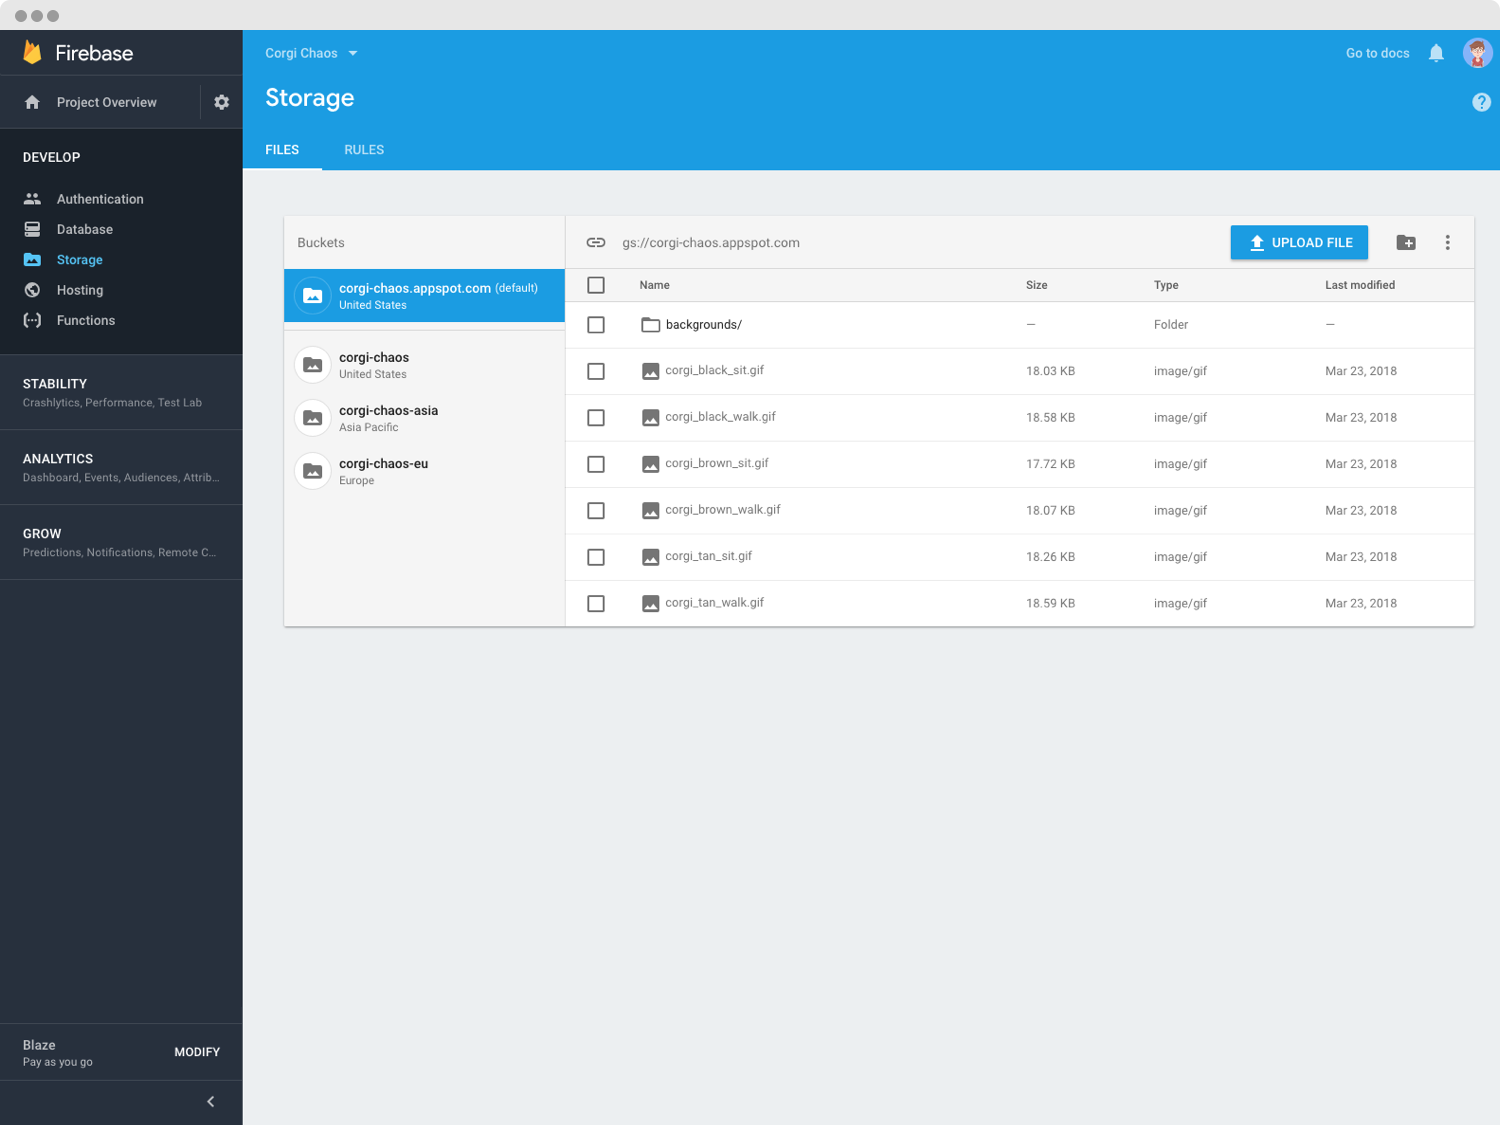 Firebase
Project Overview
DEVELOP
Authentication
Database
Storage
Hosting
Functions
STABILITY
Crashlytics, Performance, Test Lab
ANALYTICS
Dashboard, Events, Audiences, Attrib...
GROW
Predictions, Notifications, Remote C...
Blaze
Pay as you go
MODIFY
Corgi Chaos
Go to docs
Storage
FILES RULES
Buckets
corgi-chaos.appspot.com (default)
United States
corgi-chaos
United States
corgi-chaos-asia
Asia Pacific
corgi-chaos-eu
Europe
gs://corgi-chaos.appspot.com UPLOAD FILE
Name Size Type Last modified
backgrounds/ – Folder –
corgi_black_sit.gif 18.03 KB image/gif Mar 23, 2018
corgi_black_walk.gif 18.58 KB image/gif Mar 23, 2018
corgi_brown_sit.gif 17.72 KB image/gif Mar 23, 2018
corgi_brown_walk.gif 18.07 KB image/gif Mar 23, 2018
corgi_tan_sit.gif 18.26 KB image/gif Mar 23, 2018
corgi_tan_walk.gif 18.59 KB image/gif Mar 23, 2018